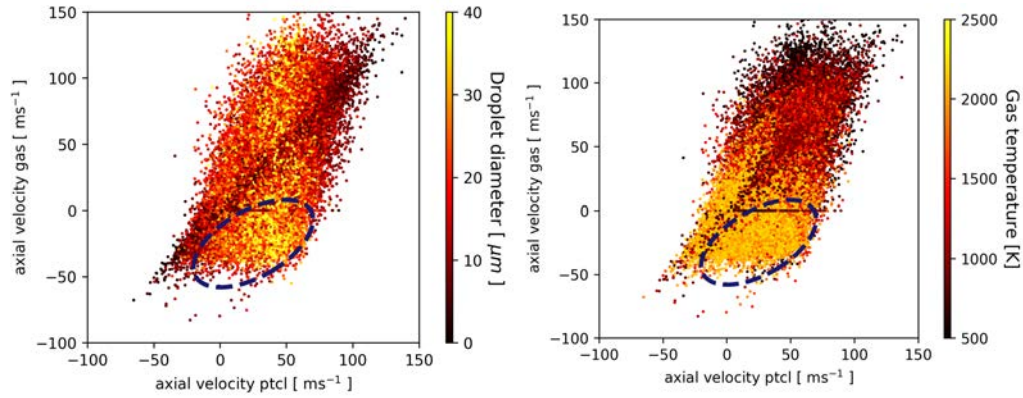 150
100
50
0
−50
−100
−100 −50 0 50 100 150
axial velocity gas [ ms⁻¹ ]
axial velocity ptcl [ ms⁻¹ ]
40
30
20
10
0
Droplet diameter [ μm ]
150
100
50
0
−50
−100
−100 −50 0 50 100 150
axial velocity gas [ ms⁻¹ ]
axial velocity ptcl [ ms⁻¹ ]
2500
2000
1500
1000
500
Gas temperature [K]